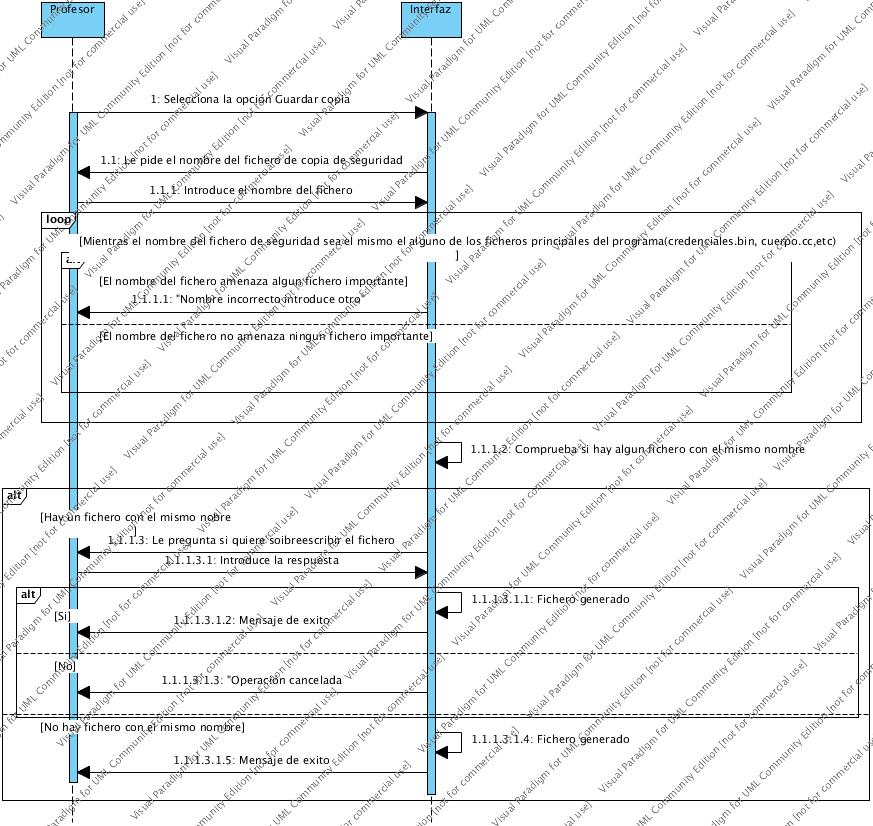 Profesor
Interfaz
1: Selecciona la opción Guardar copia
1.1: Le pide el nombre del fichero de copia de seguridad
1.1.1: Introduce el nombre del fichero
loop
[Mientras el nombre del fichero de seguridad sea el mismo el alguno de los ficheros principales del programa(credenciales.bin, cuerpo.cc,etc)
]
[El nombre del fichero amenaza algun fichero importante]
1.1.1.1: "Nombre incorrecto introduce otro"
[El nombre del fichero no amenaza ningun fichero importante]
1.1.1.2: Comprueba si hay algun fichero con el mismo nombre
alt
[Hay un fichero con el mismo nobre
]
1.1.1.3: Le pregunta si quiere soibreescribir el fichero
1.1.1.3.1: Introduce la respuesta
alt
1.1.1.3.1.1: Fichero generado
[Si]
1.1.1.3.1.2: Mensaje de exito
[No]
1.1.1.3.1.3: "Operación cancelada
[No hay fichero con el mismo nombre]
1.1.1.3.1.4: Fichero generado
1.1.1.3.1.5: Mensaje de exito
Visual Paradigm for UML Community Edition [not for commercial use]